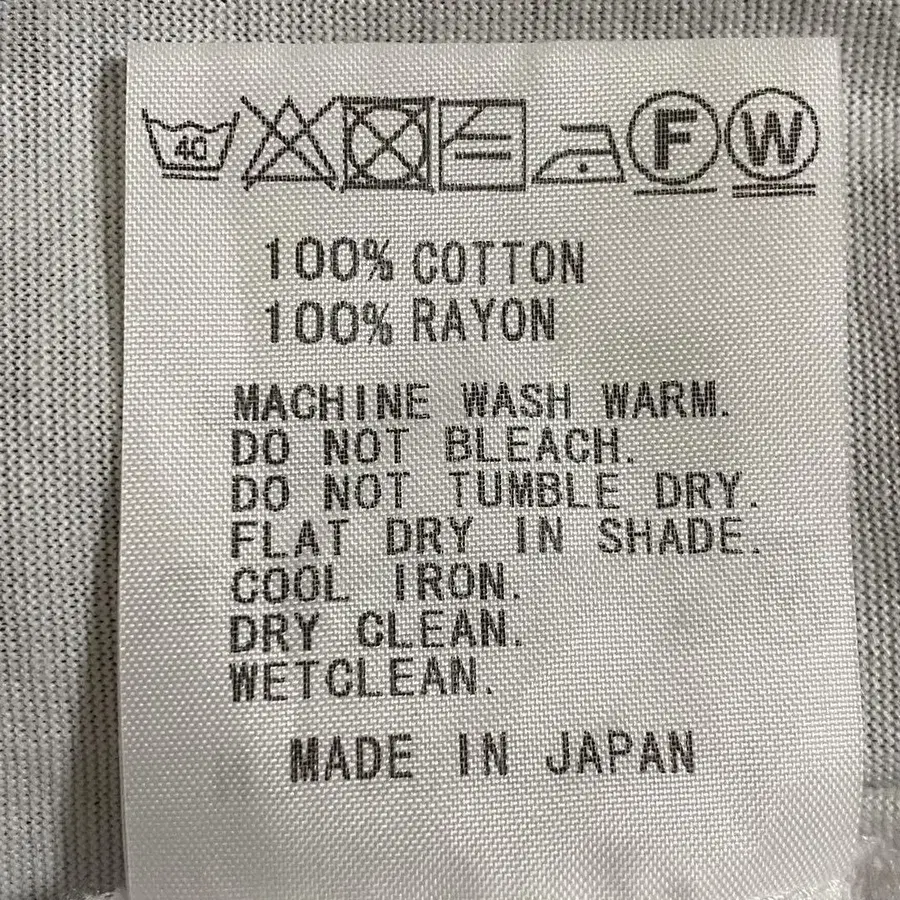 40 F W
100% COTTON
100% RAYON
MACHINE WASH WARM.
DO NOT BLEACH.
DO NOT TUMBLE DRY.
FLAT DRY IN SHADE.
COOL IRON.
DRY CLEAN.
WETCLEAN.
MADE IN JAPAN